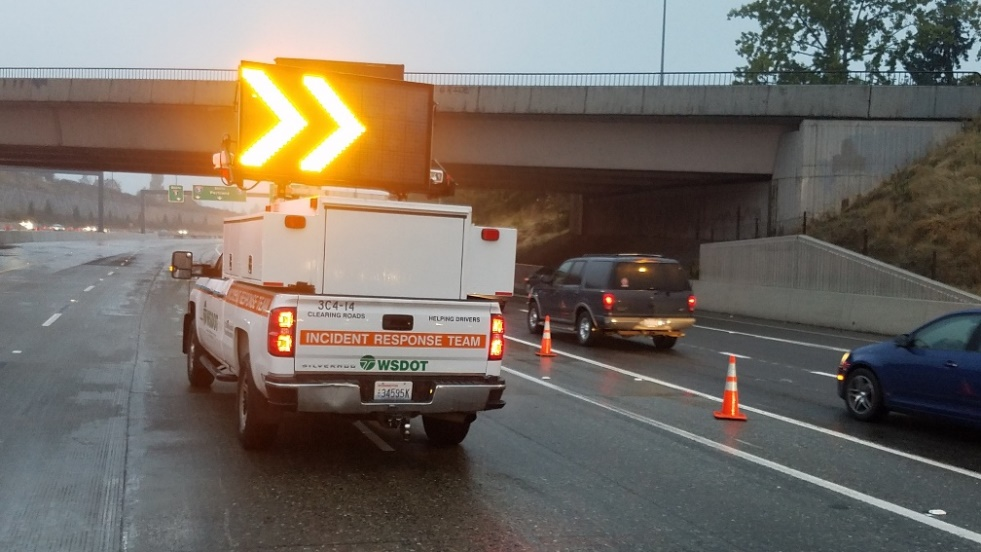 3C4-14
CLEARING ROADS
HELPING DRIVERS
INCIDENT RESPONSE TEAM
SILVERADO
WSDOT
34595K